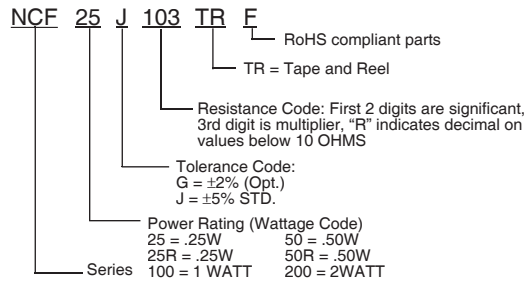 NCF 25 J 103 TR F
RoHS compliant parts
TR = Tape and Reel
Resistance Code: First 2 digits are significant,
3rd digit is multiplier, “R” indicates decimal on
values below 10 OHMS
Tolerance Code:
G = ±2% (Opt.)
J = ±5% STD.
Power Rating (Wattage Code)
25 = .25W 50 = .50W
25R = .25W 50R = .50W
100 = 1 WATT 200 = 2WATT
Series